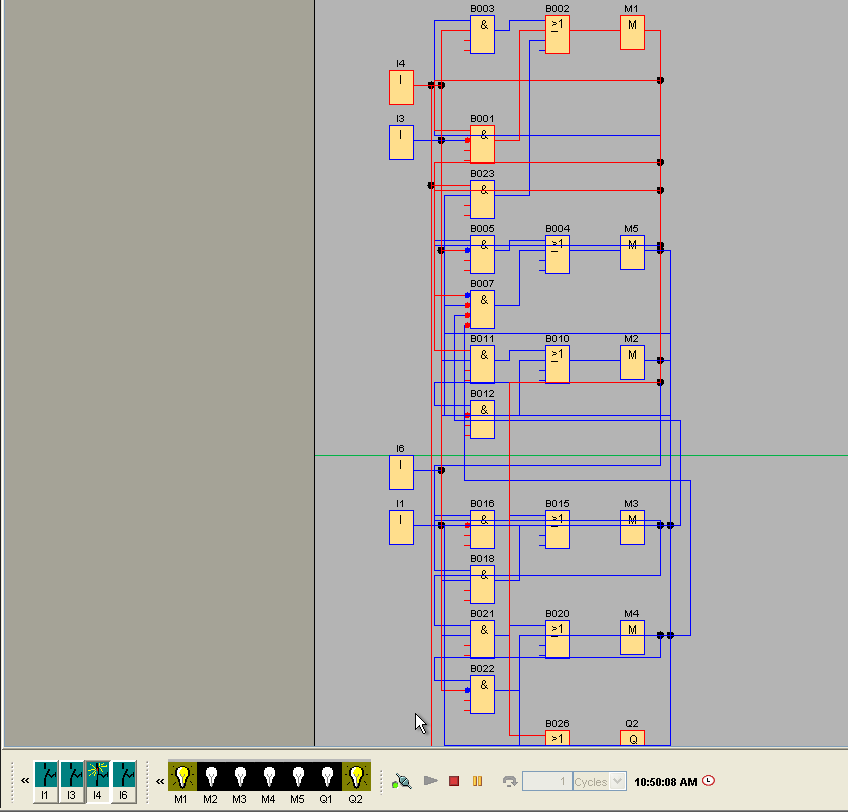 B003 B002 M1
& >1 M
I4
I
I3 B001
I &
B023
&
B005 B004 M5
& >1 M
B007
&
B011 B010 M2
& >1 M
B012
&
I6
I
I1 B016 B015 M3
I & >1 M
B018
&
B021 B020 M4
& >1 M
B022
&
B026 Q2
>1 Q
« I1 I3 I4 I6 « M1 M2 M3 M4 M5 Q1 Q2 1 Cycles 10:50:08 AM